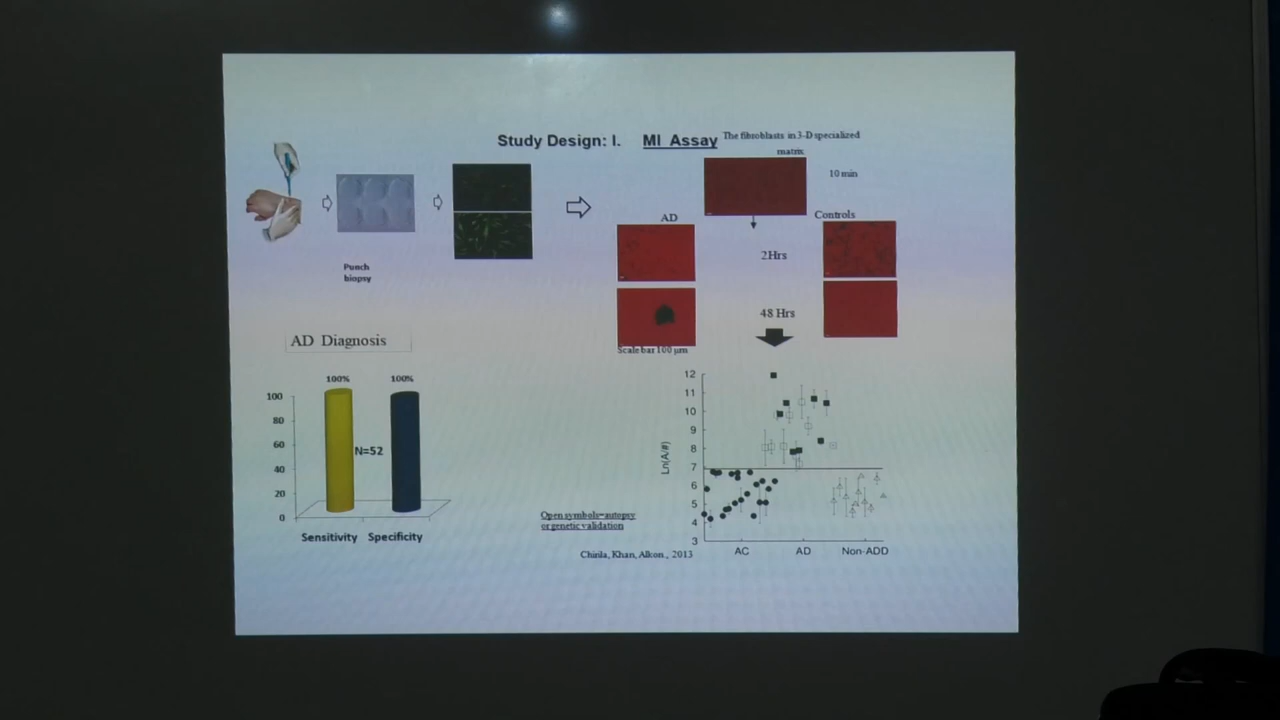 Study Design: I. MI Assay
The fibroblasts in 3-D specialized
matrix
10 min
AD
Controls
2Hrs
48 Hrs
Scale bar 100 µm
Punch
biopsy
AD Diagnosis
100%
100%
100
80
60
40
20
0
N=52
Sensitivity
Specificity
Open symbols=autopsy
or genetic validation
Chirila, Khan, Alkon., 2013
Ln(A/#)
12
11
10
9
8
7
6
5
4
3
AC
AD
Non-ADD